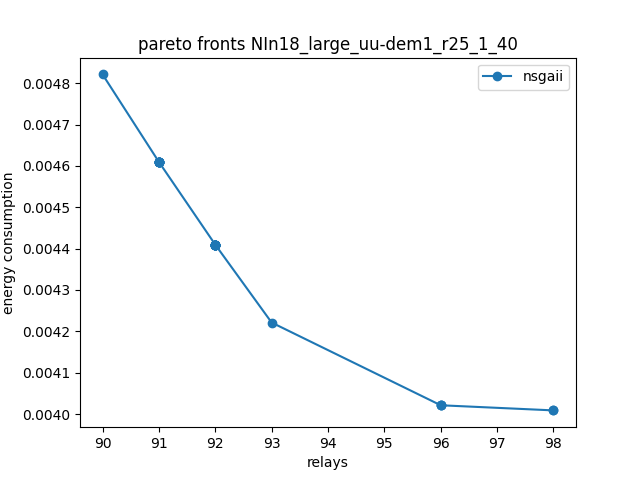 pareto fronts NIn18_large_uu-dem1_r25_1_40
nsgaii
energy consumption
0.0048
0.0047
0.0046
0.0045
0.0044
0.0043
0.0042
0.0041
0.0040
90 91 92 93 94 95 96 97 98
relays